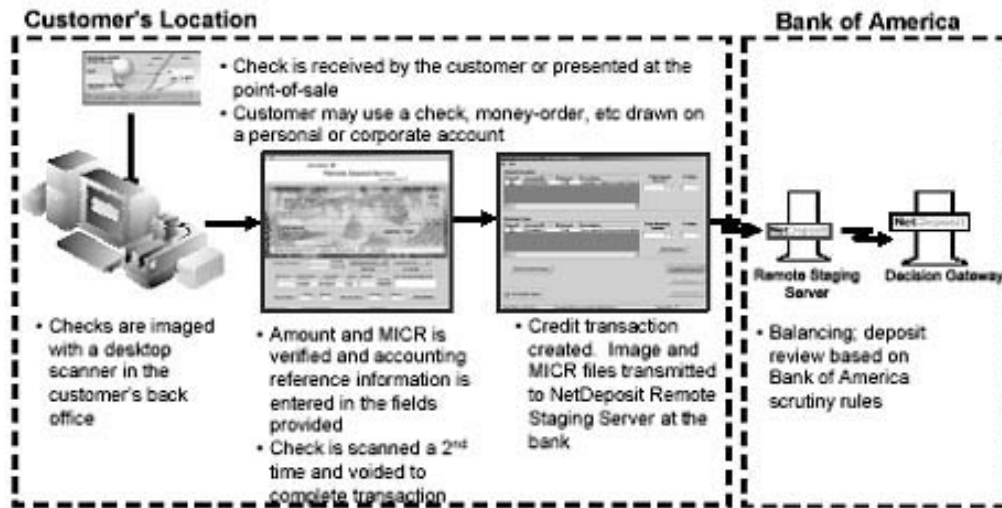 Customer's Location
Bank of America
• Check is received by the customer or presented at the
point-of-sale
• Customer may use a check, money-order, etc drawn on
a personal or corporate account
NetDeposit
NetDeposit
Remote Staging
Server
Decision Gateway
• Checks are imaged
with a desktop
scanner in the
customer's back
office
• Amount and MICR is
verified and accounting
reference information is
entered in the fields
provided
• Check is scanned a 2nd
time and voided to
complete transaction
• Credit transaction
created. Image and
MICR files transmitted
to NetDeposit Remote
Staging Server at the
bank
• Balancing; deposit
review based on
Bank of America
scrutiny rules